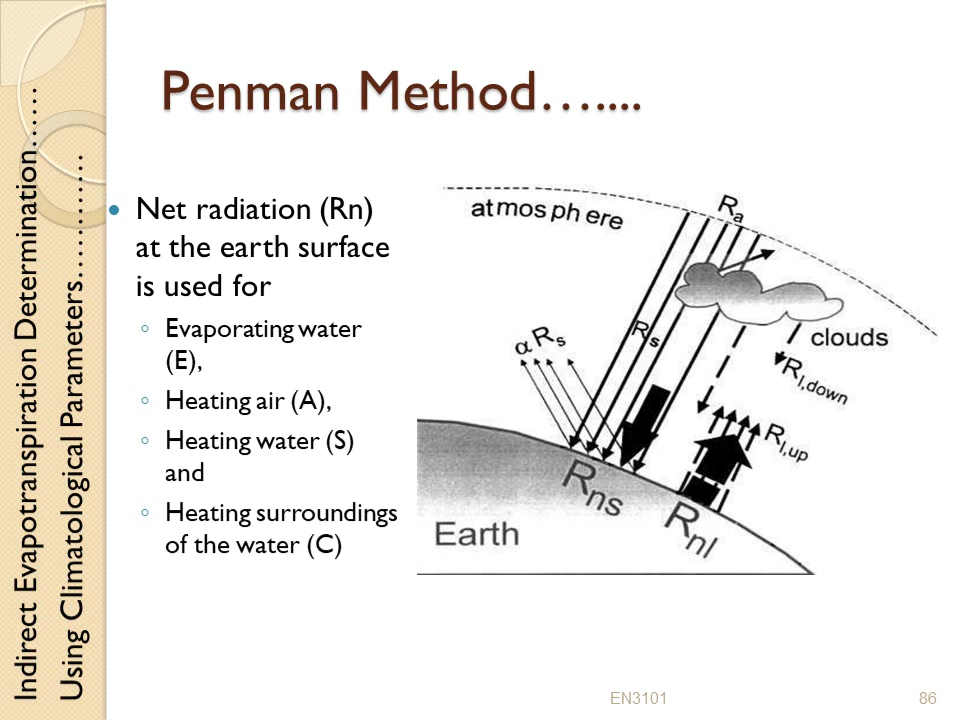 Indirect Evapotranspiration Determination……
Using Climatological Parameters…………
Penman Method…....
Net radiation (Rn)
at the earth surface
is used for
Evaporating water
(E),
Heating air (A),
Heating water (S)
and
Heating surroundings
of the water (C)
atmosphere
Ra
clouds
Rs
α Rs
Rl,down
Rl,up
Rns
Rnl
Earth
EN3101
86